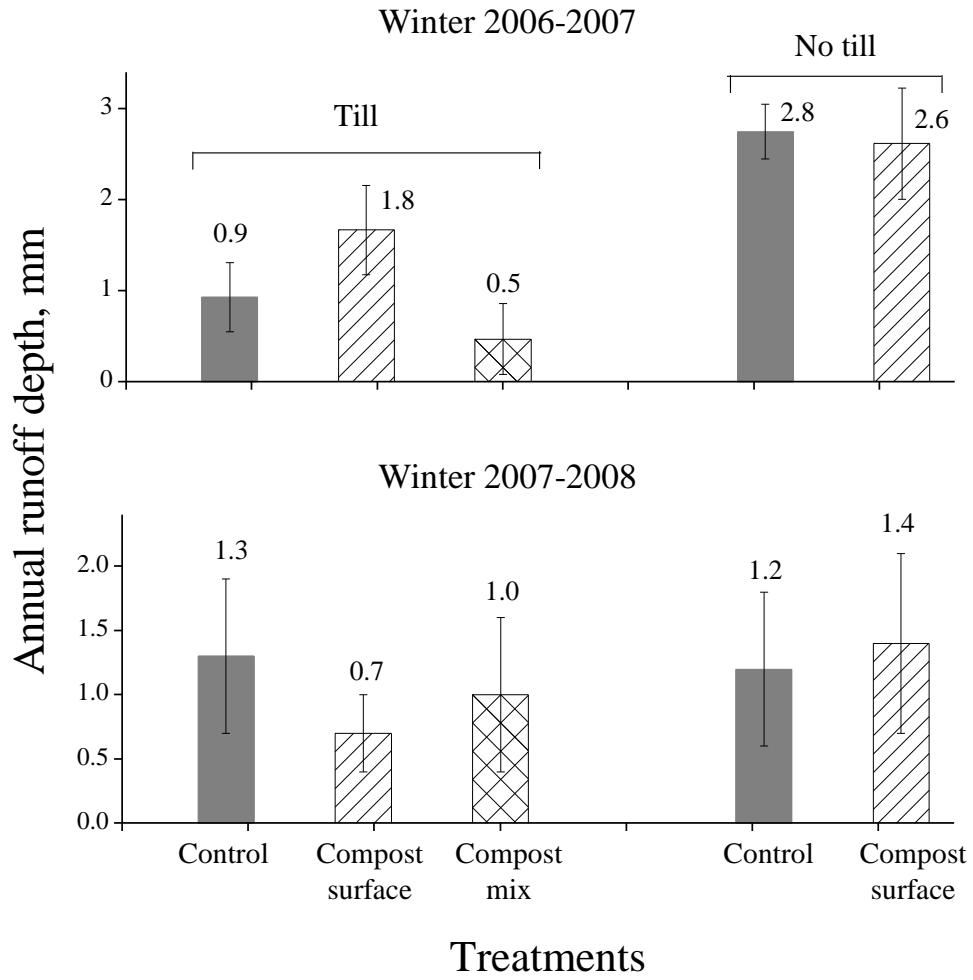 Winter 2006-2007
No till
Till
Annual runoff depth, mm
3
2
1
0
0.9
1.8
0.5
2.8
2.6
Winter 2007-2008
2.0
1.5
1.0
0.5
0.0
1.3
0.7
1.0
1.2
1.4
Control
Compost
surface
Compost
mix
Control
Compost
surface
Treatments